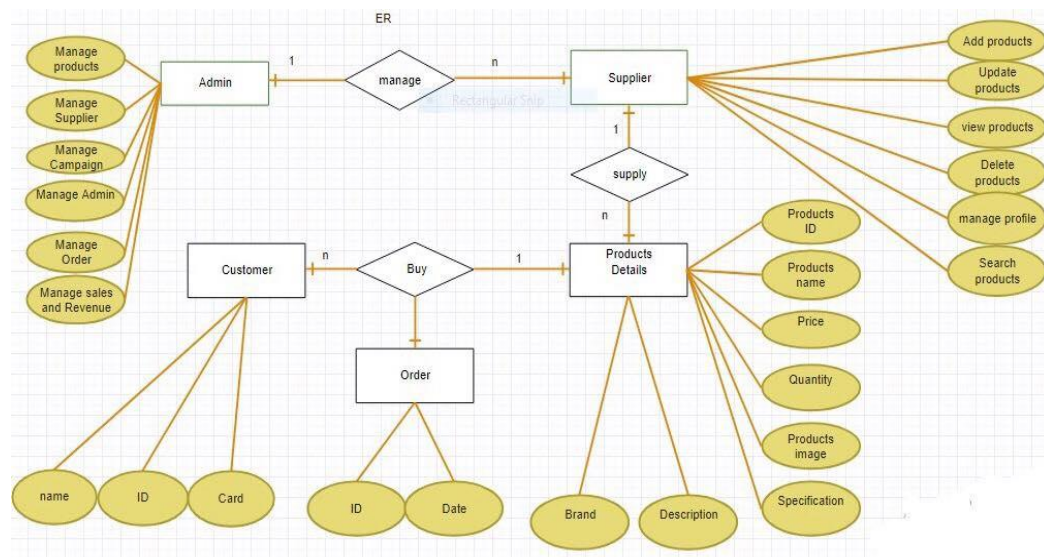 ER
Manage
products
Manage
Supplier
Manage
Campaign
Manage Admin
Manage
Order
Manage sales
and Revenue
Admin
1
manage
n
Supplier
Rectangular Snip
Add products
Update
products
view products
Delete
products
manage profile
Search
products
1
supply
n
Customer
n
Buy
1
Products
Details
Products
ID
Products
name
Price
Quantity
Products
image
Specification
Order
name
ID
Card
ID
Date
Brand
Description